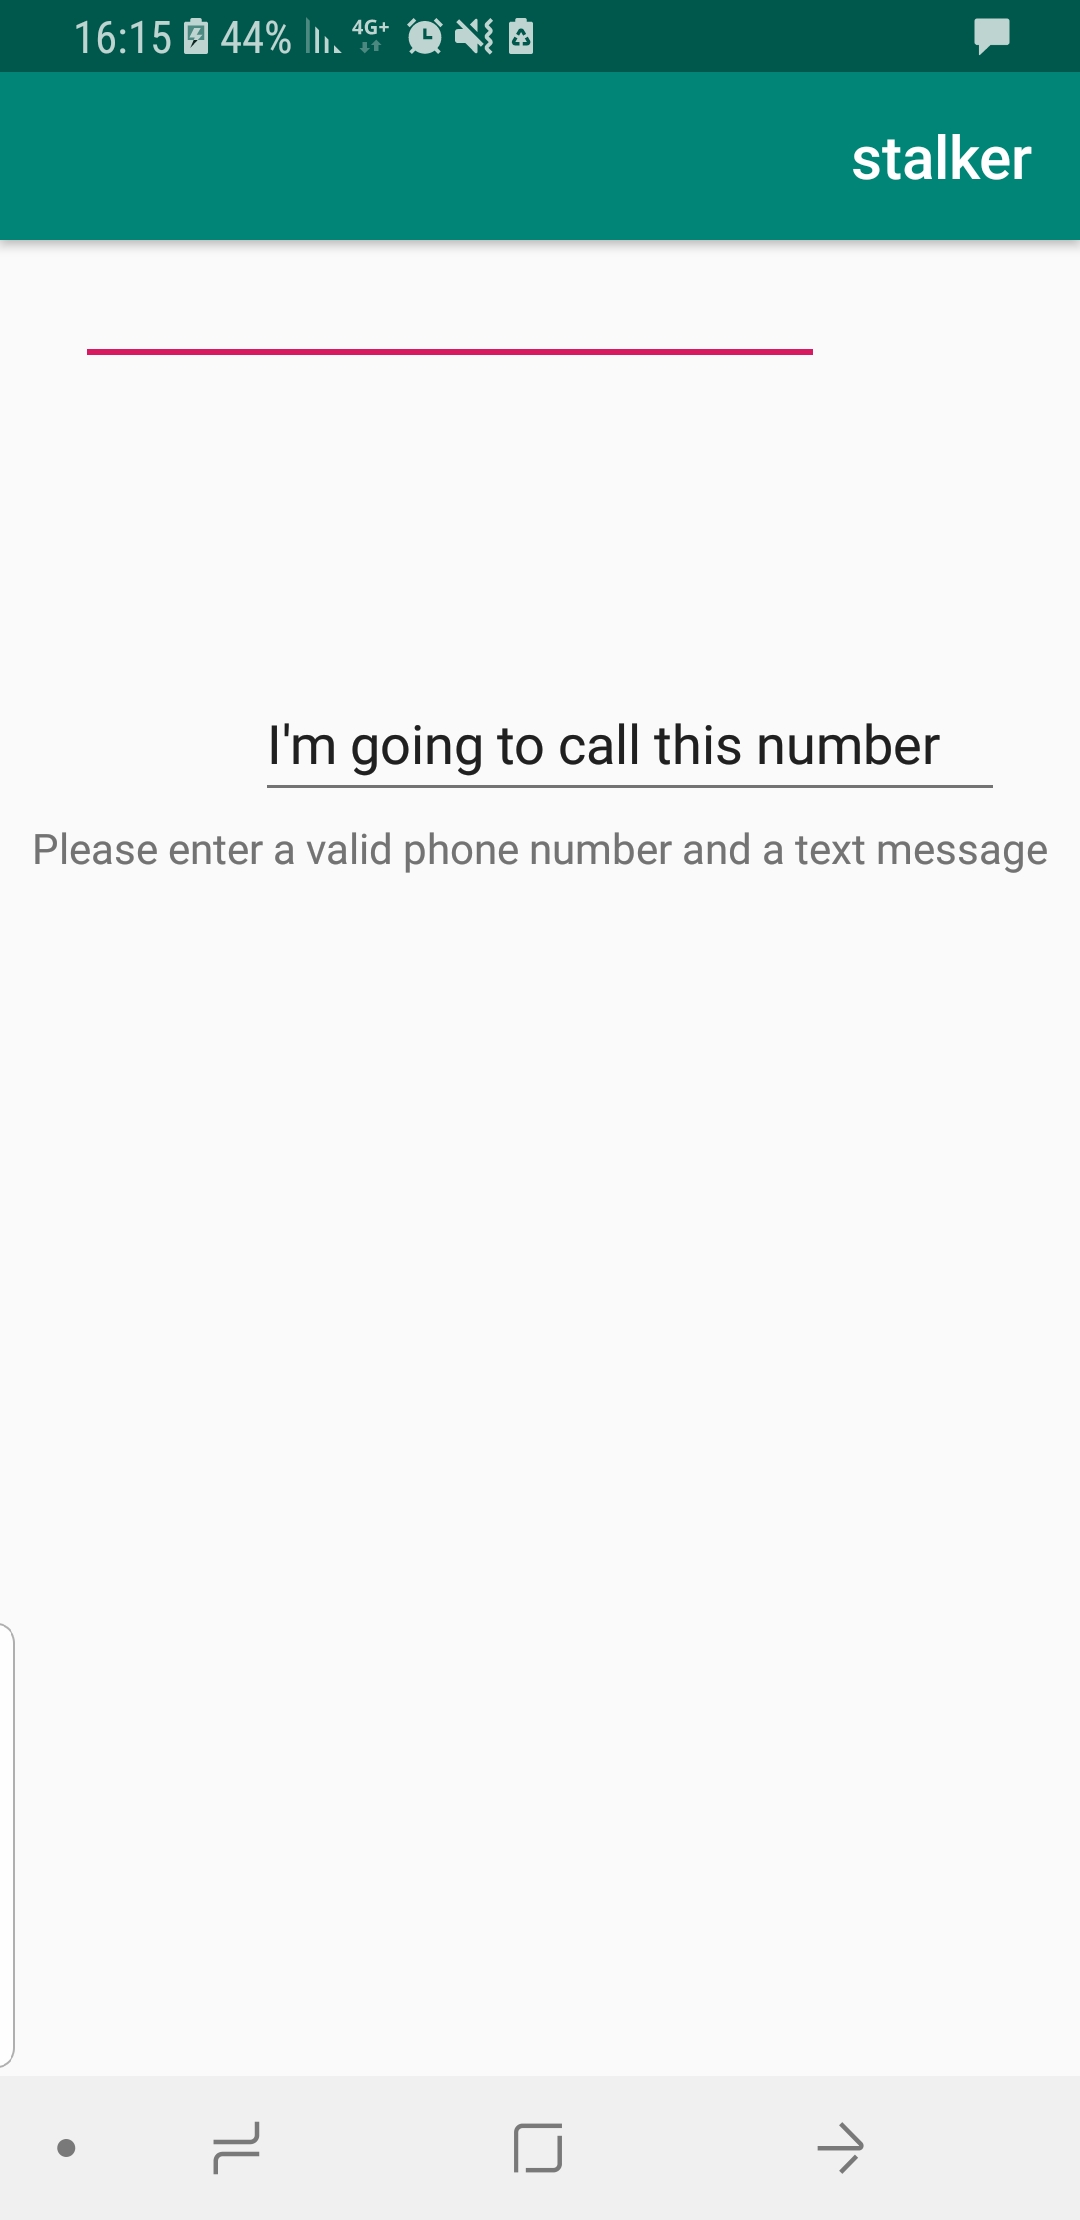 16:15 44% 4G+
stalker
I'm going to call this number
Please enter a valid phone number and a text message